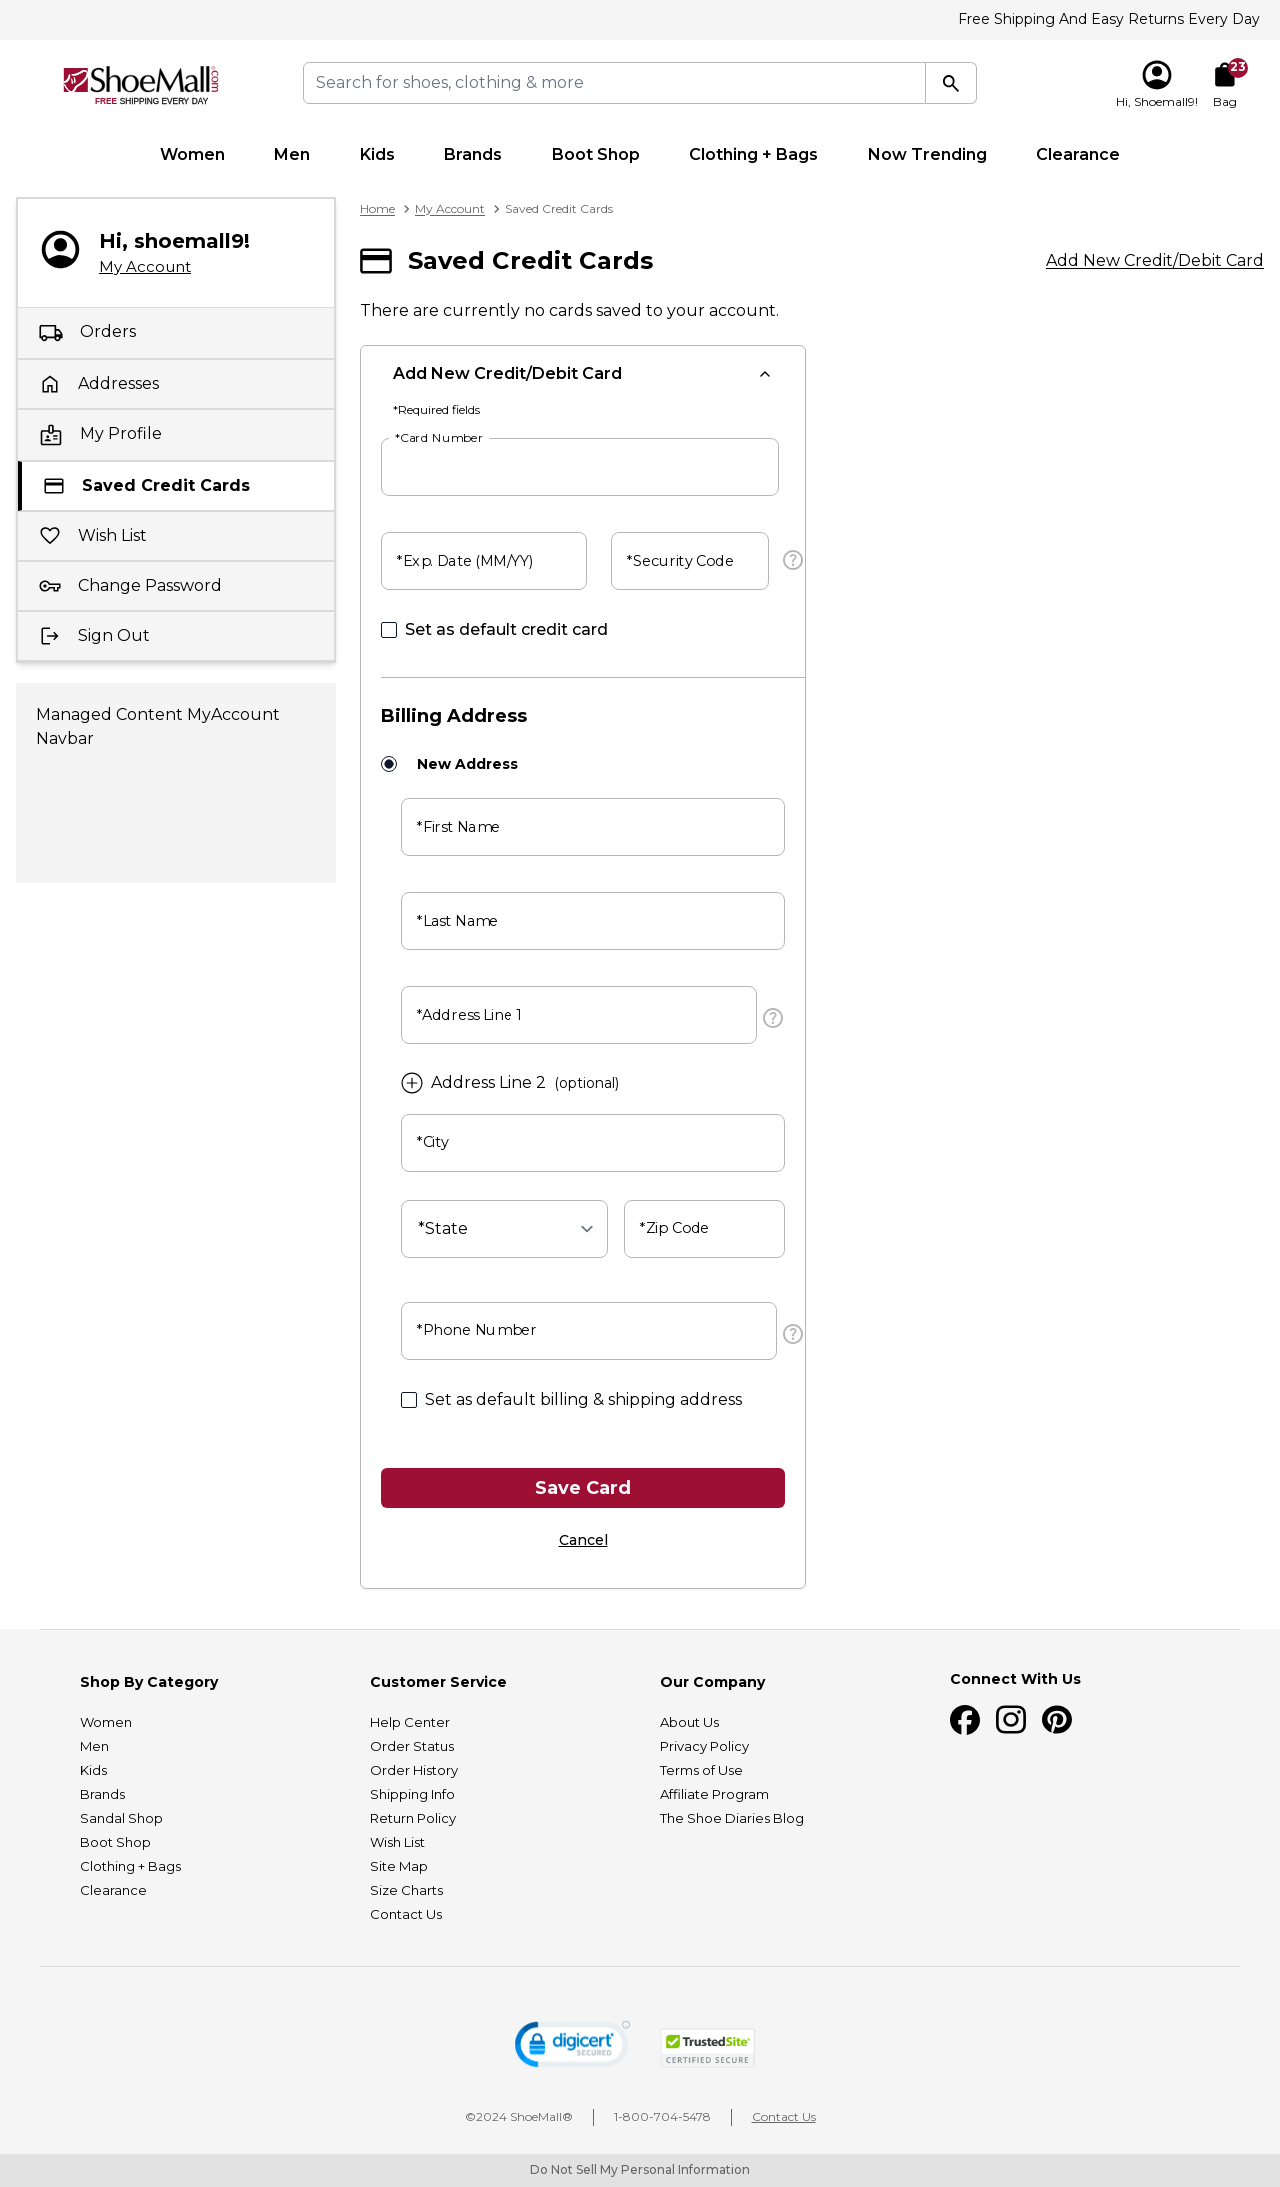 Free Shipping And Easy Returns Every Day
ShoeMall®.com
FREE SHIPPING EVERY DAY
Search for shoes, clothing & more
Hi, Shoemall9!
23
Bag
Women Men Kids Brands Boot Shop Clothing + Bags Now Trending Clearance
Hi, shoemall9!
My Account
Orders
Addresses
My Profile
Saved Credit Cards
Wish List
Change Password
Sign Out
Managed Content MyAccount
Navbar
Home > My Account > Saved Credit Cards
Saved Credit Cards
Add New Credit/Debit Card
There are currently no cards saved to your account.
Add New Credit/Debit Card
*Required fields
*Card Number
*Exp. Date (MM/YY)
*Security Code
?
Set as default credit card
Billing Address
New Address
*First Name
*Last Name
*Address Line 1
?
Address Line 2 (optional)
*City
*State
*Zip Code
*Phone Number
?
Set as default billing & shipping address
Save Card
Cancel
Shop By Category
Women
Men
Kids
Brands
Sandal Shop
Boot Shop
Clothing + Bags
Clearance
Customer Service
Help Center
Order Status
Order History
Shipping Info
Return Policy
Wish List
Site Map
Size Charts
Contact Us
Our Company
About Us
Privacy Policy
Terms of Use
Affiliate Program
The Shoe Diaries Blog
Connect With Us
digicert
SECURED
TrustedSite
CERTIFIED SECURE
©2024 ShoeMall®
1-800-704-5478
Contact Us
Do Not Sell My Personal Information